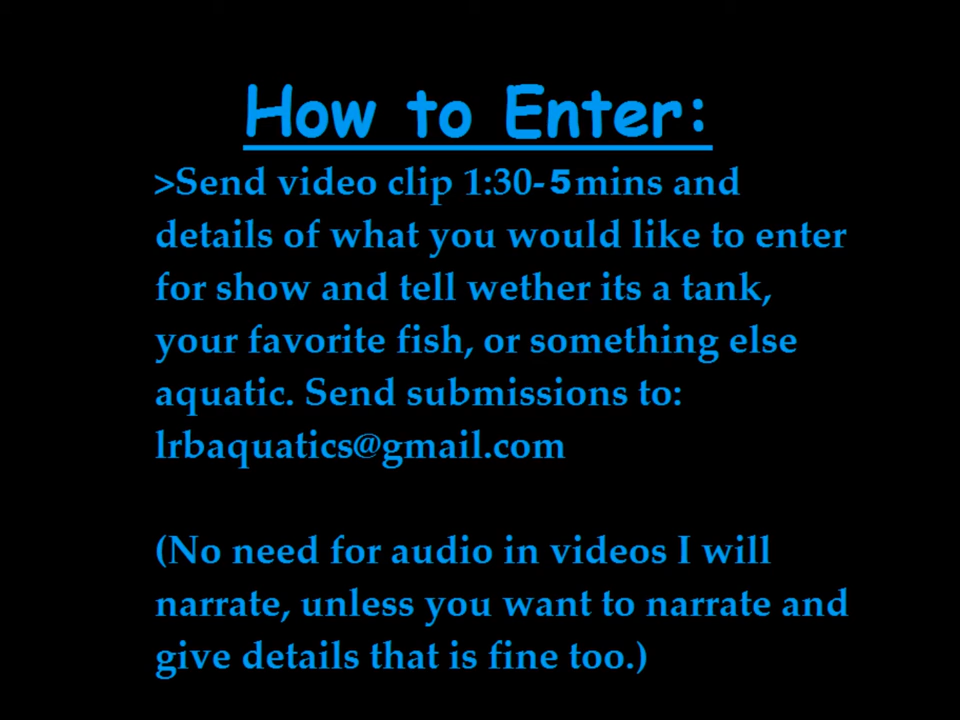 How to Enter:
>Send video clip 1:30-5mins and
details of what you would like to enter
for show and tell wether its a tank,
your favorite fish, or something else
aquatic. Send submissions to:
lrbaquatics@gmail.com
(No need for audio in videos I will
narrate, unless you want to narrate and
give details that is fine too.)